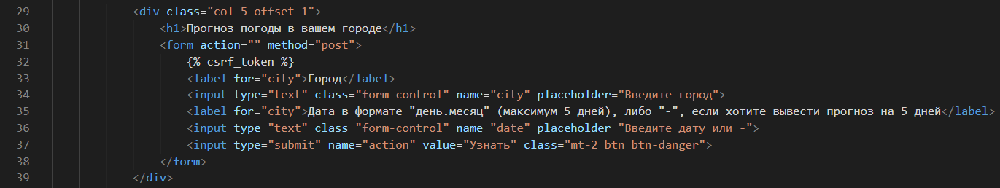 29 <div class="col-5 offset-1">
30 <h1>Прогноз погоды в вашем городе</h1>
31 <form action="" method="post">
32 {% csrf_token %}
33 <label for="city">Город</label>
34 <input type="text" class="form-control" name="city" placeholder="Введите город">
35 <label for="city">Дата в формате "день.месяц" (максимум 5 дней), либо "-", если хотите вывести прогноз на 5 дней</label>
36 <input type="text" class="form-control" name="date" placeholder="Введите дату или -">
37 <input type="submit" name="action" value="Узнать" class="mt-2 btn btn-danger">
38 </form>
39 </div>